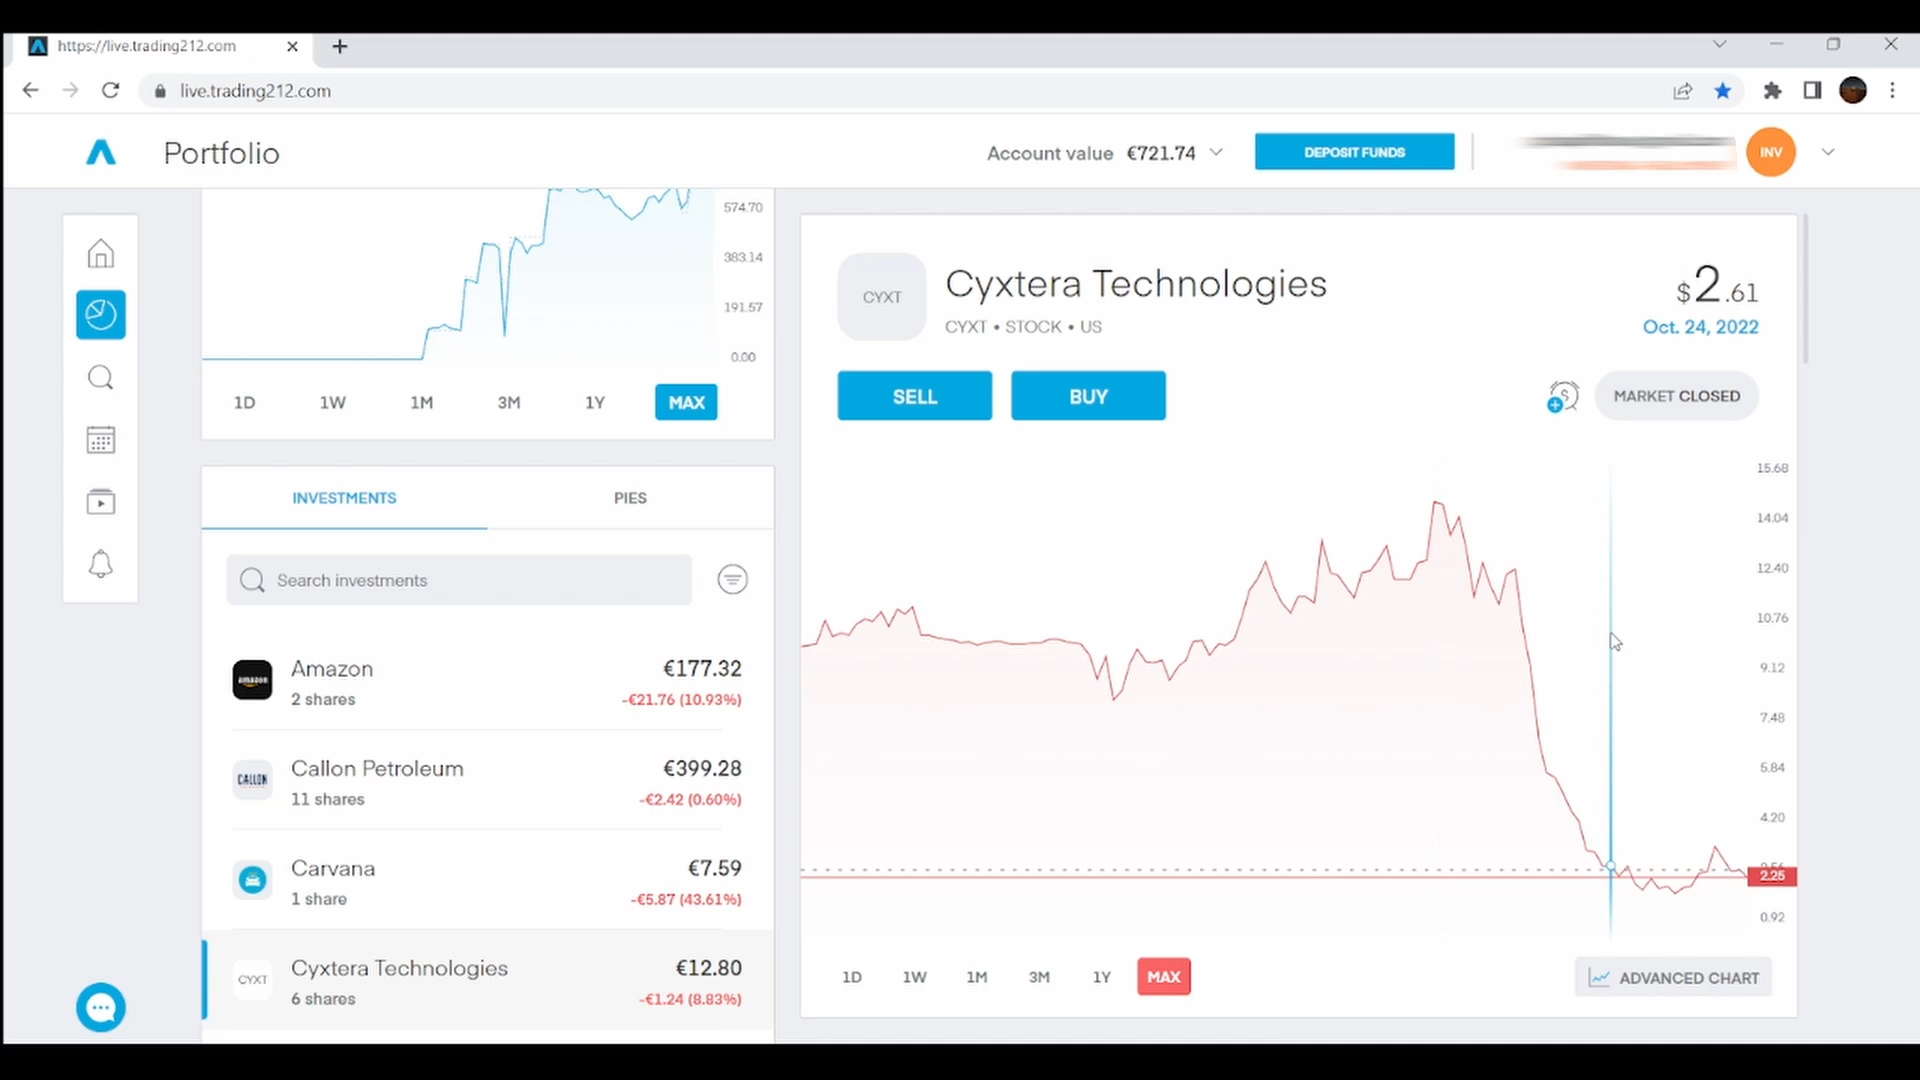 https://live.trading212.com
live.trading212.com
Portfolio
Account value €721.74
DEPOSIT FUNDS
INV
574.70
383.14
191.57
0.00
1D 1W 1M 3M 1Y MAX
INVESTMENTS PIES
Search investments
amazon
Amazon €177.32
2 shares -€21.76 (10.93%)
CALLON
Callon Petroleum €399.28
11 shares -€2.42 (0.60%)
Carvana €7.59
1 share -€5.87 (43.61%)
CYXT
Cyxtera Technologies €12.80
6 shares -€1.24 (8.83%)
CYXT
Cyxtera Technologies
CYXT • STOCK • US
$2.61
Oct. 24, 2022
SELL BUY
MARKET CLOSED
15.68
14.04
12.40
10.76
9.12
7.48
5.84
4.20
2.25
0.92
1D 1W 1M 3M 1Y MAX
ADVANCED CHART